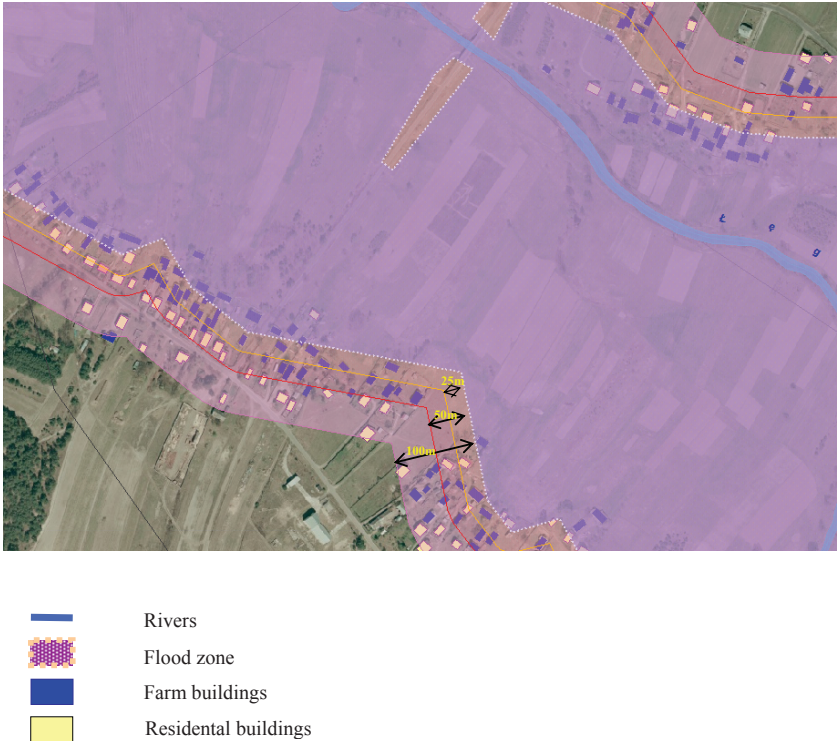 Ł ę g
25m
50m
100m
Rivers
Flood zone
Farm buildings
Residental buildings